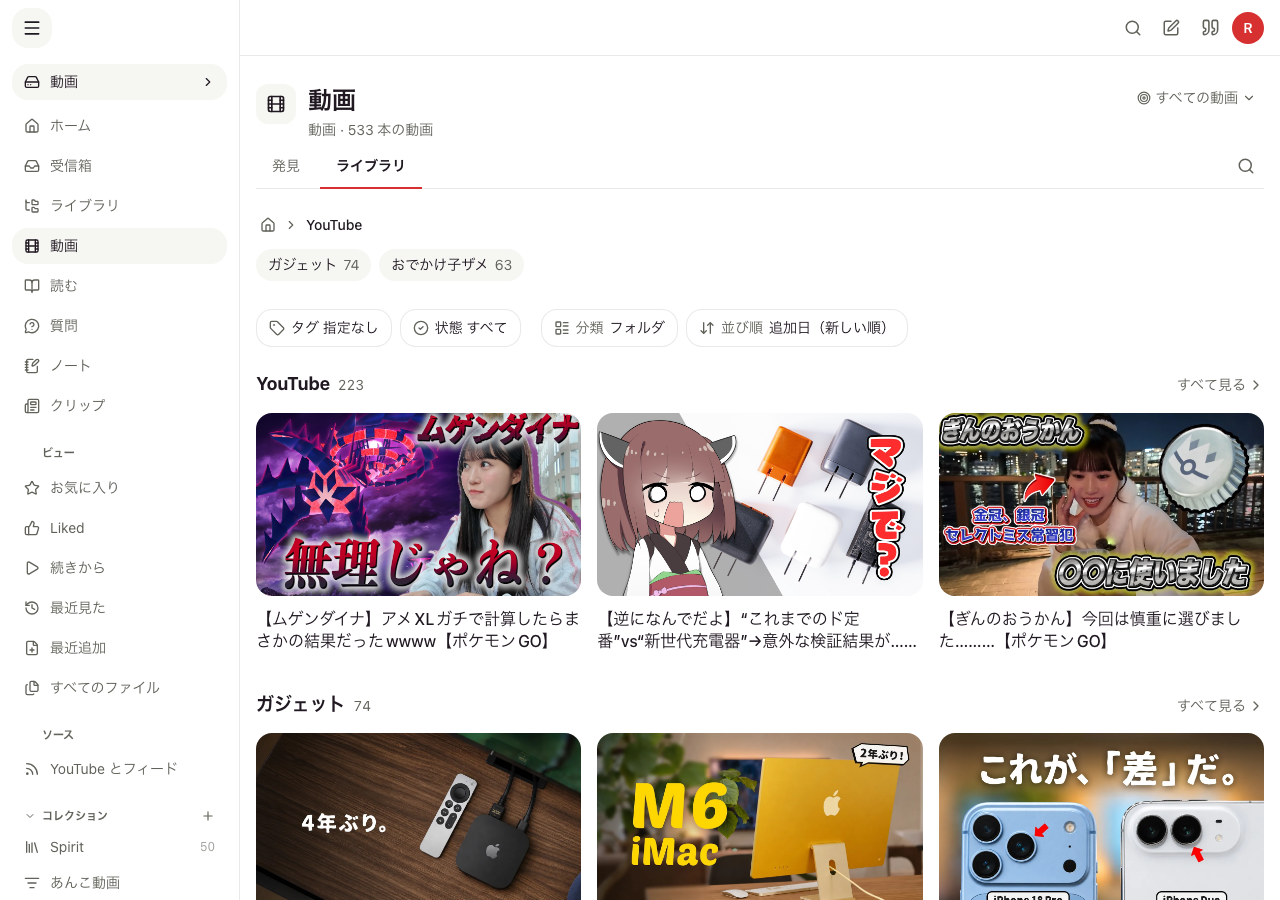 R
動画
ホーム
受信箱
ライブラリ
動画
読む
質問
ノート
クリップ
ビュー
お気に入り
Liked
続きから
最近見た
最近追加
すべてのファイル
ソース
YouTube とフィード
コレクション
Spirit 50
あんこ動画
動画
動画 · 533 本の動画
すべての動画
発見 ライブラリ
YouTube
ガジェット 74 おでかけ子ザメ 63
タグ 指定なし 状態 すべて 分類 フォルダ 並び順 追加日（新しい順）
YouTube 223 すべて見る
ムゲンダイナ
無理じゃね？
マジで？
ぎんのおうかん
金冠、銀冠
セレクトミス常習犯
〇〇に使いました
【ムゲンダイナ】アメXLガチで計算したらま
さかの結果だったwwww【ポケモンGO】
【逆になんでだよ】“これまでのド定
番”vs“新世代充電器”→意外な検証結果が……
【ぎんのおうかん】今回は慎重に選びまし
た………【ポケモンGO】
ガジェット 74 すべて見る
4年ぶり。
2年ぶり!
M6
iMac
これが、「差」だ。
iPhone 18 Pro
iPhone Duo